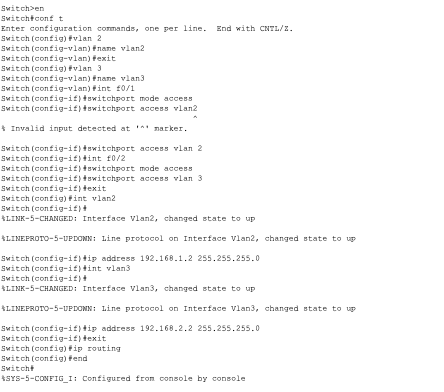 Switch>en
Switch#conf t
Enter configuration commands, one per line.  End with CNTL/Z.
Switch(config)#vlan 2
Switch(config-vlan)#name vlan2
Switch(config-vlan)#exit
Switch(config)#vlan 3
Switch(config-vlan)#name vlan3
Switch(config-vlan)#int f0/1
Switch(config-if)#switchport mode access
Switch(config-if)#switchport access vlan2
^
% Invalid input detected at '^' marker.
Switch(config-if)#switchport access vlan 2
Switch(config-if)#int f0/2
Switch(config-if)#switchport mode access
Switch(config-if)#switchport access vlan 3
Switch(config-if)#exit
Switch(config)#int vlan2
Switch(config-if)#
%LINK-5-CHANGED: Interface Vlan2, changed state to up
%LINEPROTO-5-UPDOWN: Line protocol on Interface Vlan2, changed state to up
Switch(config-if)#ip address 192.168.1.2 255.255.255.0
Switch(config-if)#int vlan3
Switch(config-if)#
%LINK-5-CHANGED: Interface Vlan3, changed state to up
%LINEPROTO-5-UPDOWN: Line protocol on Interface Vlan3, changed state to up
Switch(config-if)#ip address 192.168.2.2 255.255.255.0
Switch(config-if)#exit
Switch(config)#ip routing
Switch(config)#end
Switch#
%SYS-5-CONFIG_I: Configured from console by console